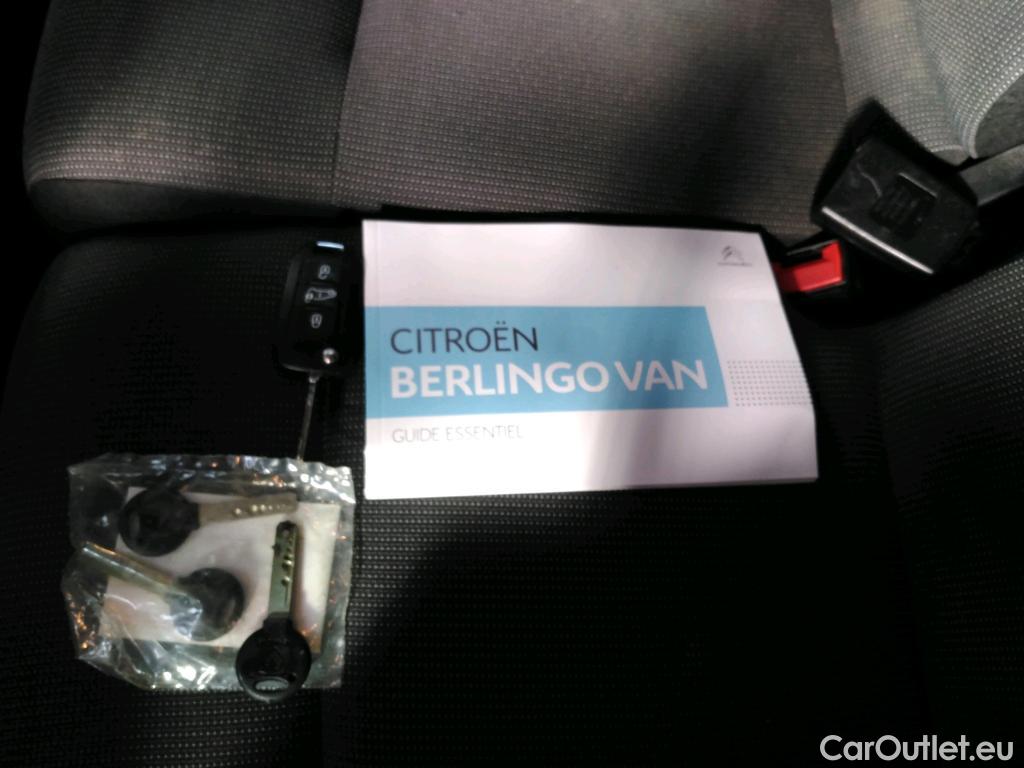 CITROËN
BERLINGO VAN
GUIDE ESSENTIEL
CarOutlet.eu